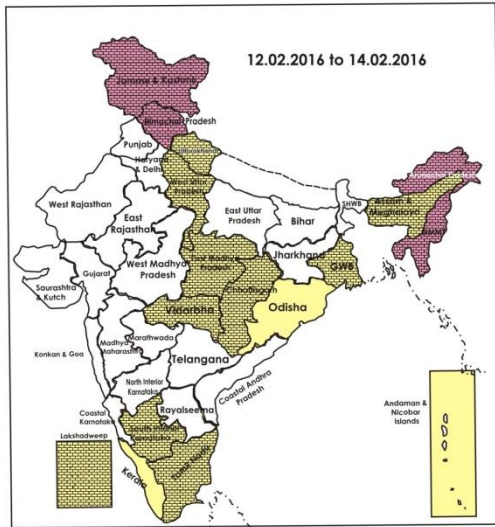 12.02.2016 to 14.02.2016
Jammu & Kashmir
Himachal Pradesh
Punjab
Haryana
& Delhi
West Uttar
Pradesh
West Rajasthan
East
Rajasthan
East Uttar
Pradesh
Bihar
SHWB
Arunachal Pradesh
Assam &
Meghalaya
NMMT
Jharkhand
GWB
Gujarat
Saurashtra
& Kutch
West Madhya
Pradesh
East Madhya
Pradesh
Chhattisgarh
Vidarbha
Odisha
Konkan & Goa
Madhya
Maharashtra
Marathwada
Telangana
North Interior
Karnataka
Coastal Andhra
Pradesh
Rayalseema
Coastal
Karnataka
South Interior
Karnataka
Lakshadweep
Kerala
Tamil Nadu
Andaman &
Nicobar
Islands